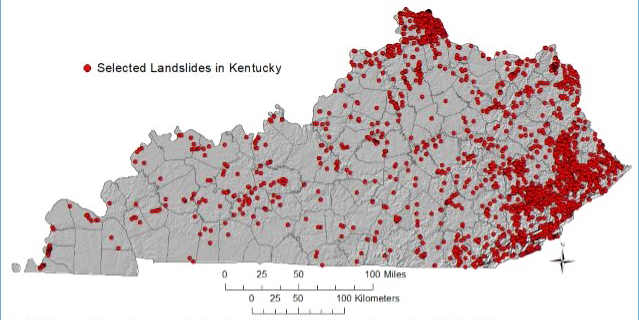 Selected Landslides in Kentucky
N
0 25 50 100 Miles
0 25 50 100 Kilometers